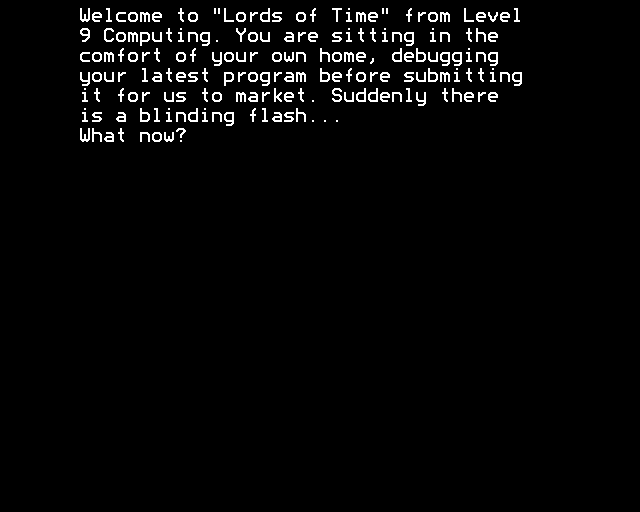 Welcome to "Lords of Time" from Level
9 Computing. You are sitting in the
comfort of your own home, debugging
your latest program before submitting
it for us to market. Suddenly there
is a blinding flash...
What now?